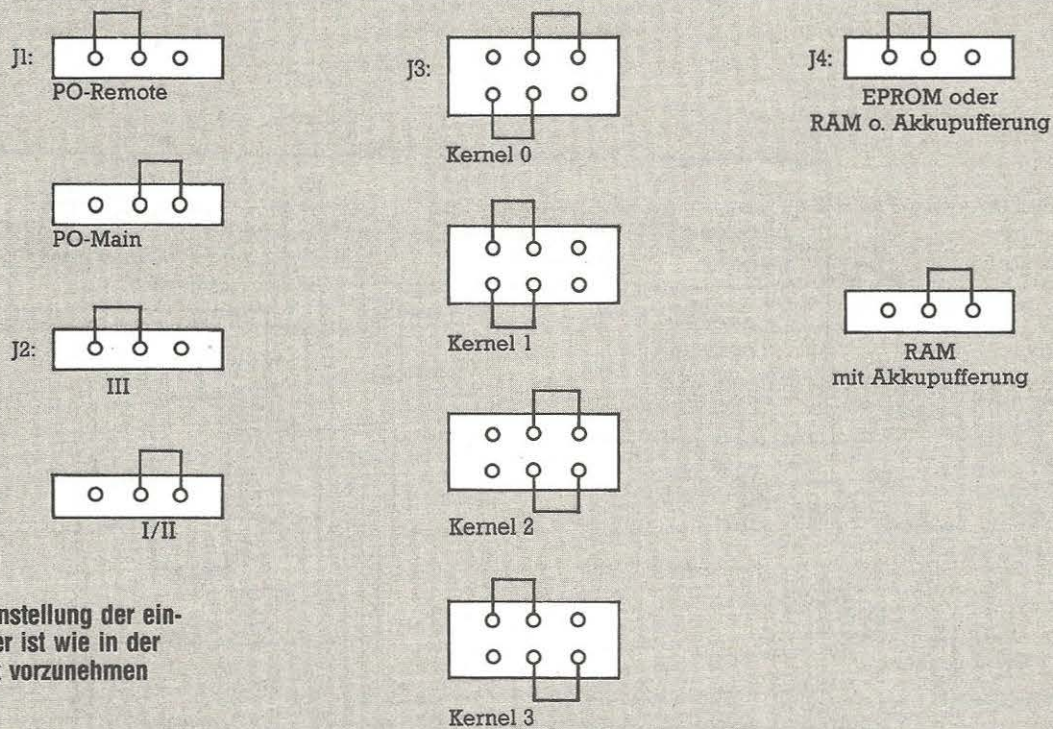 J1:
PO-Remote
PO-Main
J2:
III
I/II
nstellung der ein-
er ist wie in der
vorzunehmen
J3:
Kernel 0
Kernel 1
Kernel 2
Kernel 3
J4:
EPROM oder
RAM o. Akkupufferung
RAM
mit Akkupufferung